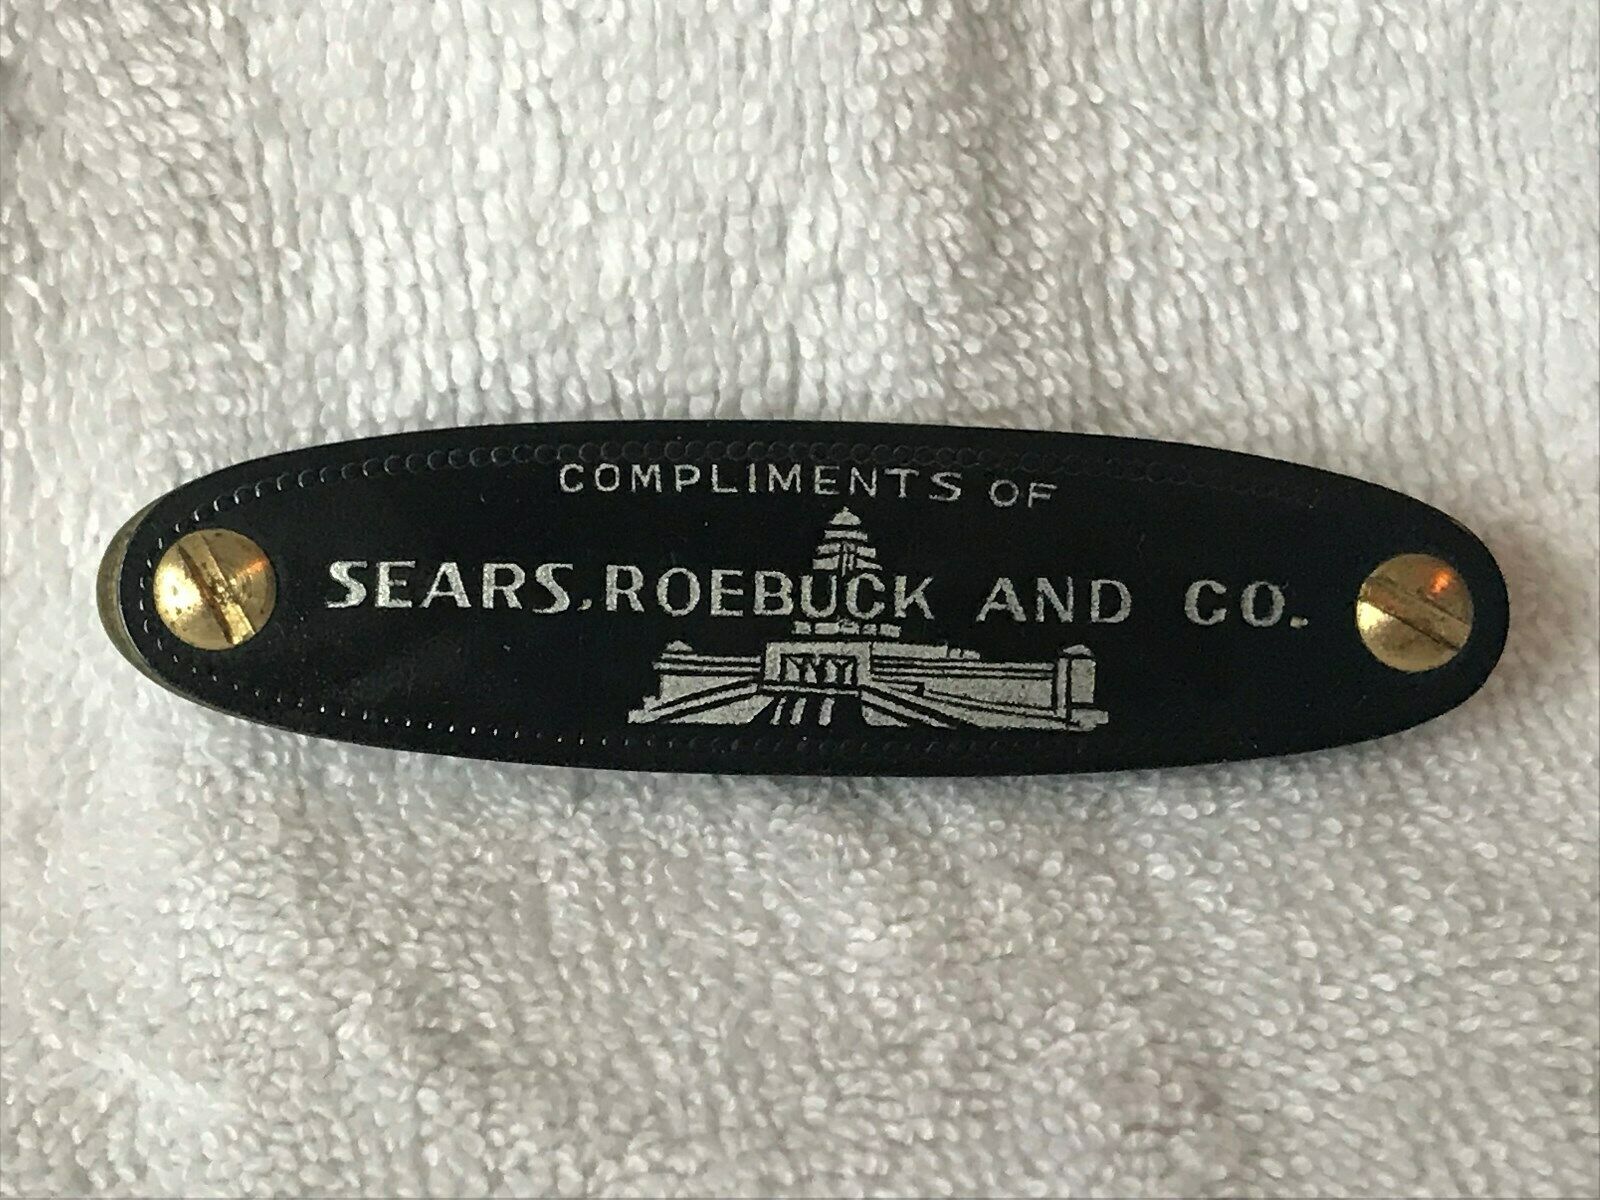 COMPLIMENTS OF
SEARS, ROEBUCK AND CO.